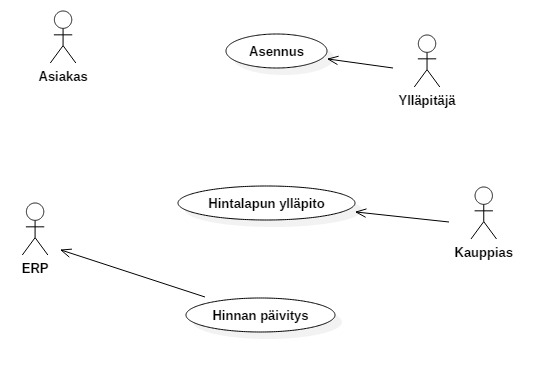 Asiakas
Asennus
Ylläpitäjä
Hintalapun ylläpito
Kauppias
ERP
Hinnan päivitys